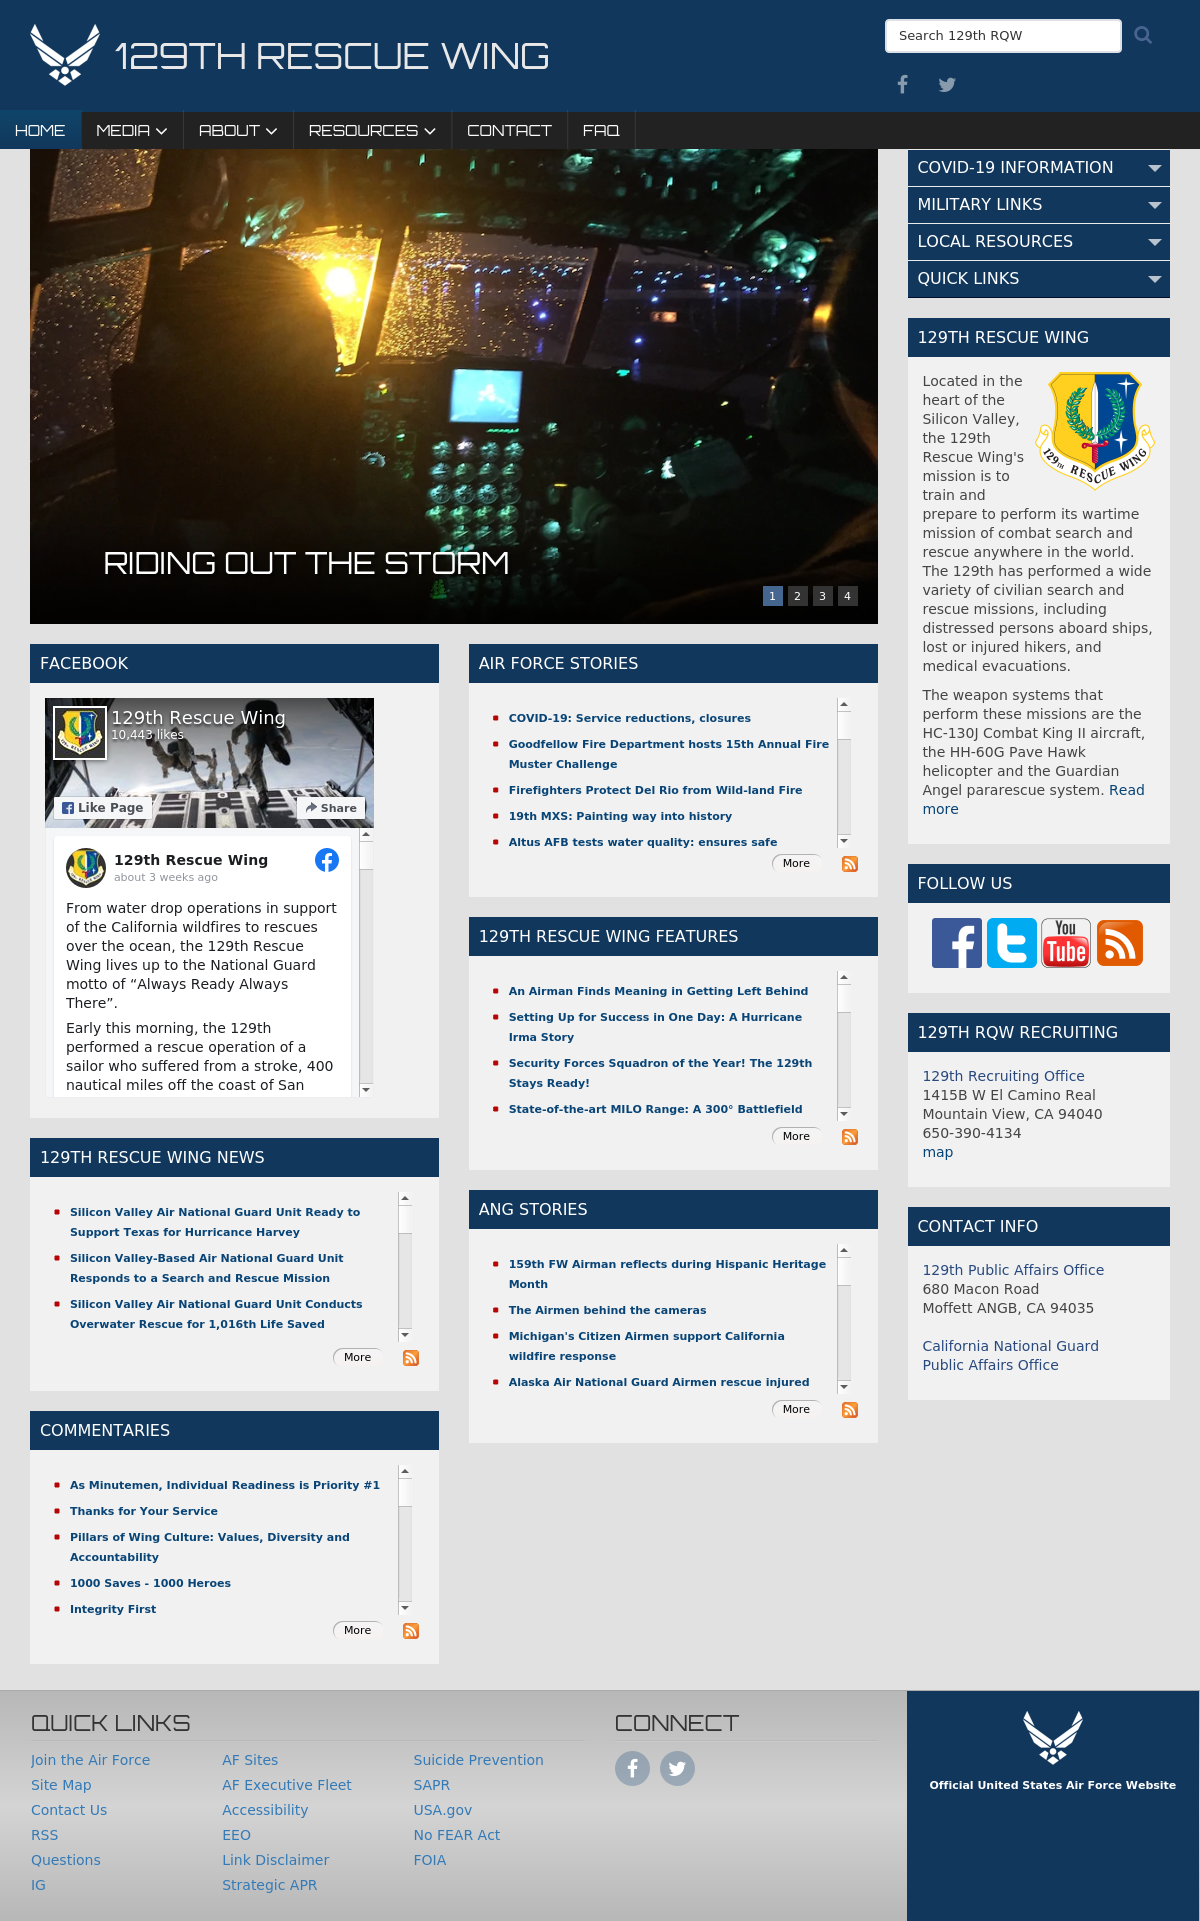 129TH RESCUE WING
Search 129th RQW
HOME
MEDIA
ABOUT
RESOURCES
CONTACT
FAQ
RIDING OUT THE STORM
1 2 3 4
COVID-19 INFORMATION
MILITARY LINKS
LOCAL RESOURCES
QUICK LINKS
129TH RESCUE WING
Located in the
heart of the
Silicon Valley,
the 129th
Rescue Wing's
mission is to
train and
prepare to perform its wartime
mission of combat search and
rescue anywhere in the world.
The 129th has performed a wide
variety of civilian search and
rescue missions, including
distressed persons aboard ships,
lost or injured hikers, and
medical evacuations.
129TH RESCUE WING
The weapon systems that
perform these missions are the
HC-130J Combat King II aircraft,
the HH-60G Pave Hawk
helicopter and the Guardian
Angel pararescue system. Read
more
FOLLOW US
You
Tube
129TH RQW RECRUITING
129th Recruiting Office
1415B W El Camino Real
Mountain View, CA 94040
650-390-4134
map
CONTACT INFO
129th Public Affairs Office
680 Macon Road
Moffett ANGB, CA 94035
California National Guard
Public Affairs Office
FACEBOOK
129th Rescue Wing
10,443 likes
Like Page
Share
129th Rescue Wing
about 3 weeks ago
From water drop operations in support
of the California wildfires to rescues
over the ocean, the 129th Rescue
Wing lives up to the National Guard
motto of “Always Ready Always
There”.
Early this morning, the 129th
performed a rescue operation of a
sailor who suffered from a stroke, 400
nautical miles off the coast of San
129TH RESCUE WING NEWS
Silicon Valley Air National Guard Unit Ready to
Support Texas for Hurricance Harvey
Silicon Valley-Based Air National Guard Unit
Responds to a Search and Rescue Mission
Silicon Valley Air National Guard Unit Conducts
Overwater Rescue for 1,016th Life Saved
More
COMMENTARIES
As Minutemen, Individual Readiness is Priority #1
Thanks for Your Service
Pillars of Wing Culture: Values, Diversity and
Accountability
1000 Saves - 1000 Heroes
Integrity First
More
AIR FORCE STORIES
COVID-19: Service reductions, closures
Goodfellow Fire Department hosts 15th Annual Fire
Muster Challenge
Firefighters Protect Del Rio from Wild-land Fire
19th MXS: Painting way into history
Altus AFB tests water quality: ensures safe
More
129TH RESCUE WING FEATURES
An Airman Finds Meaning in Getting Left Behind
Setting Up for Success in One Day: A Hurricane
Irma Story
Security Forces Squadron of the Year! The 129th
Stays Ready!
State-of-the-art MILO Range: A 300° Battlefield
More
ANG STORIES
159th FW Airman reflects during Hispanic Heritage
Month
The Airmen behind the cameras
Michigan's Citizen Airmen support California
wildfire response
Alaska Air National Guard Airmen rescue injured
More
QUICK LINKS
Join the Air Force
Site Map
Contact Us
RSS
Questions
IG
AF Sites
AF Executive Fleet
Accessibility
EEO
Link Disclaimer
Strategic APR
Suicide Prevention
SAPR
USA.gov
No FEAR Act
FOIA
CONNECT
Official United States Air Force Website